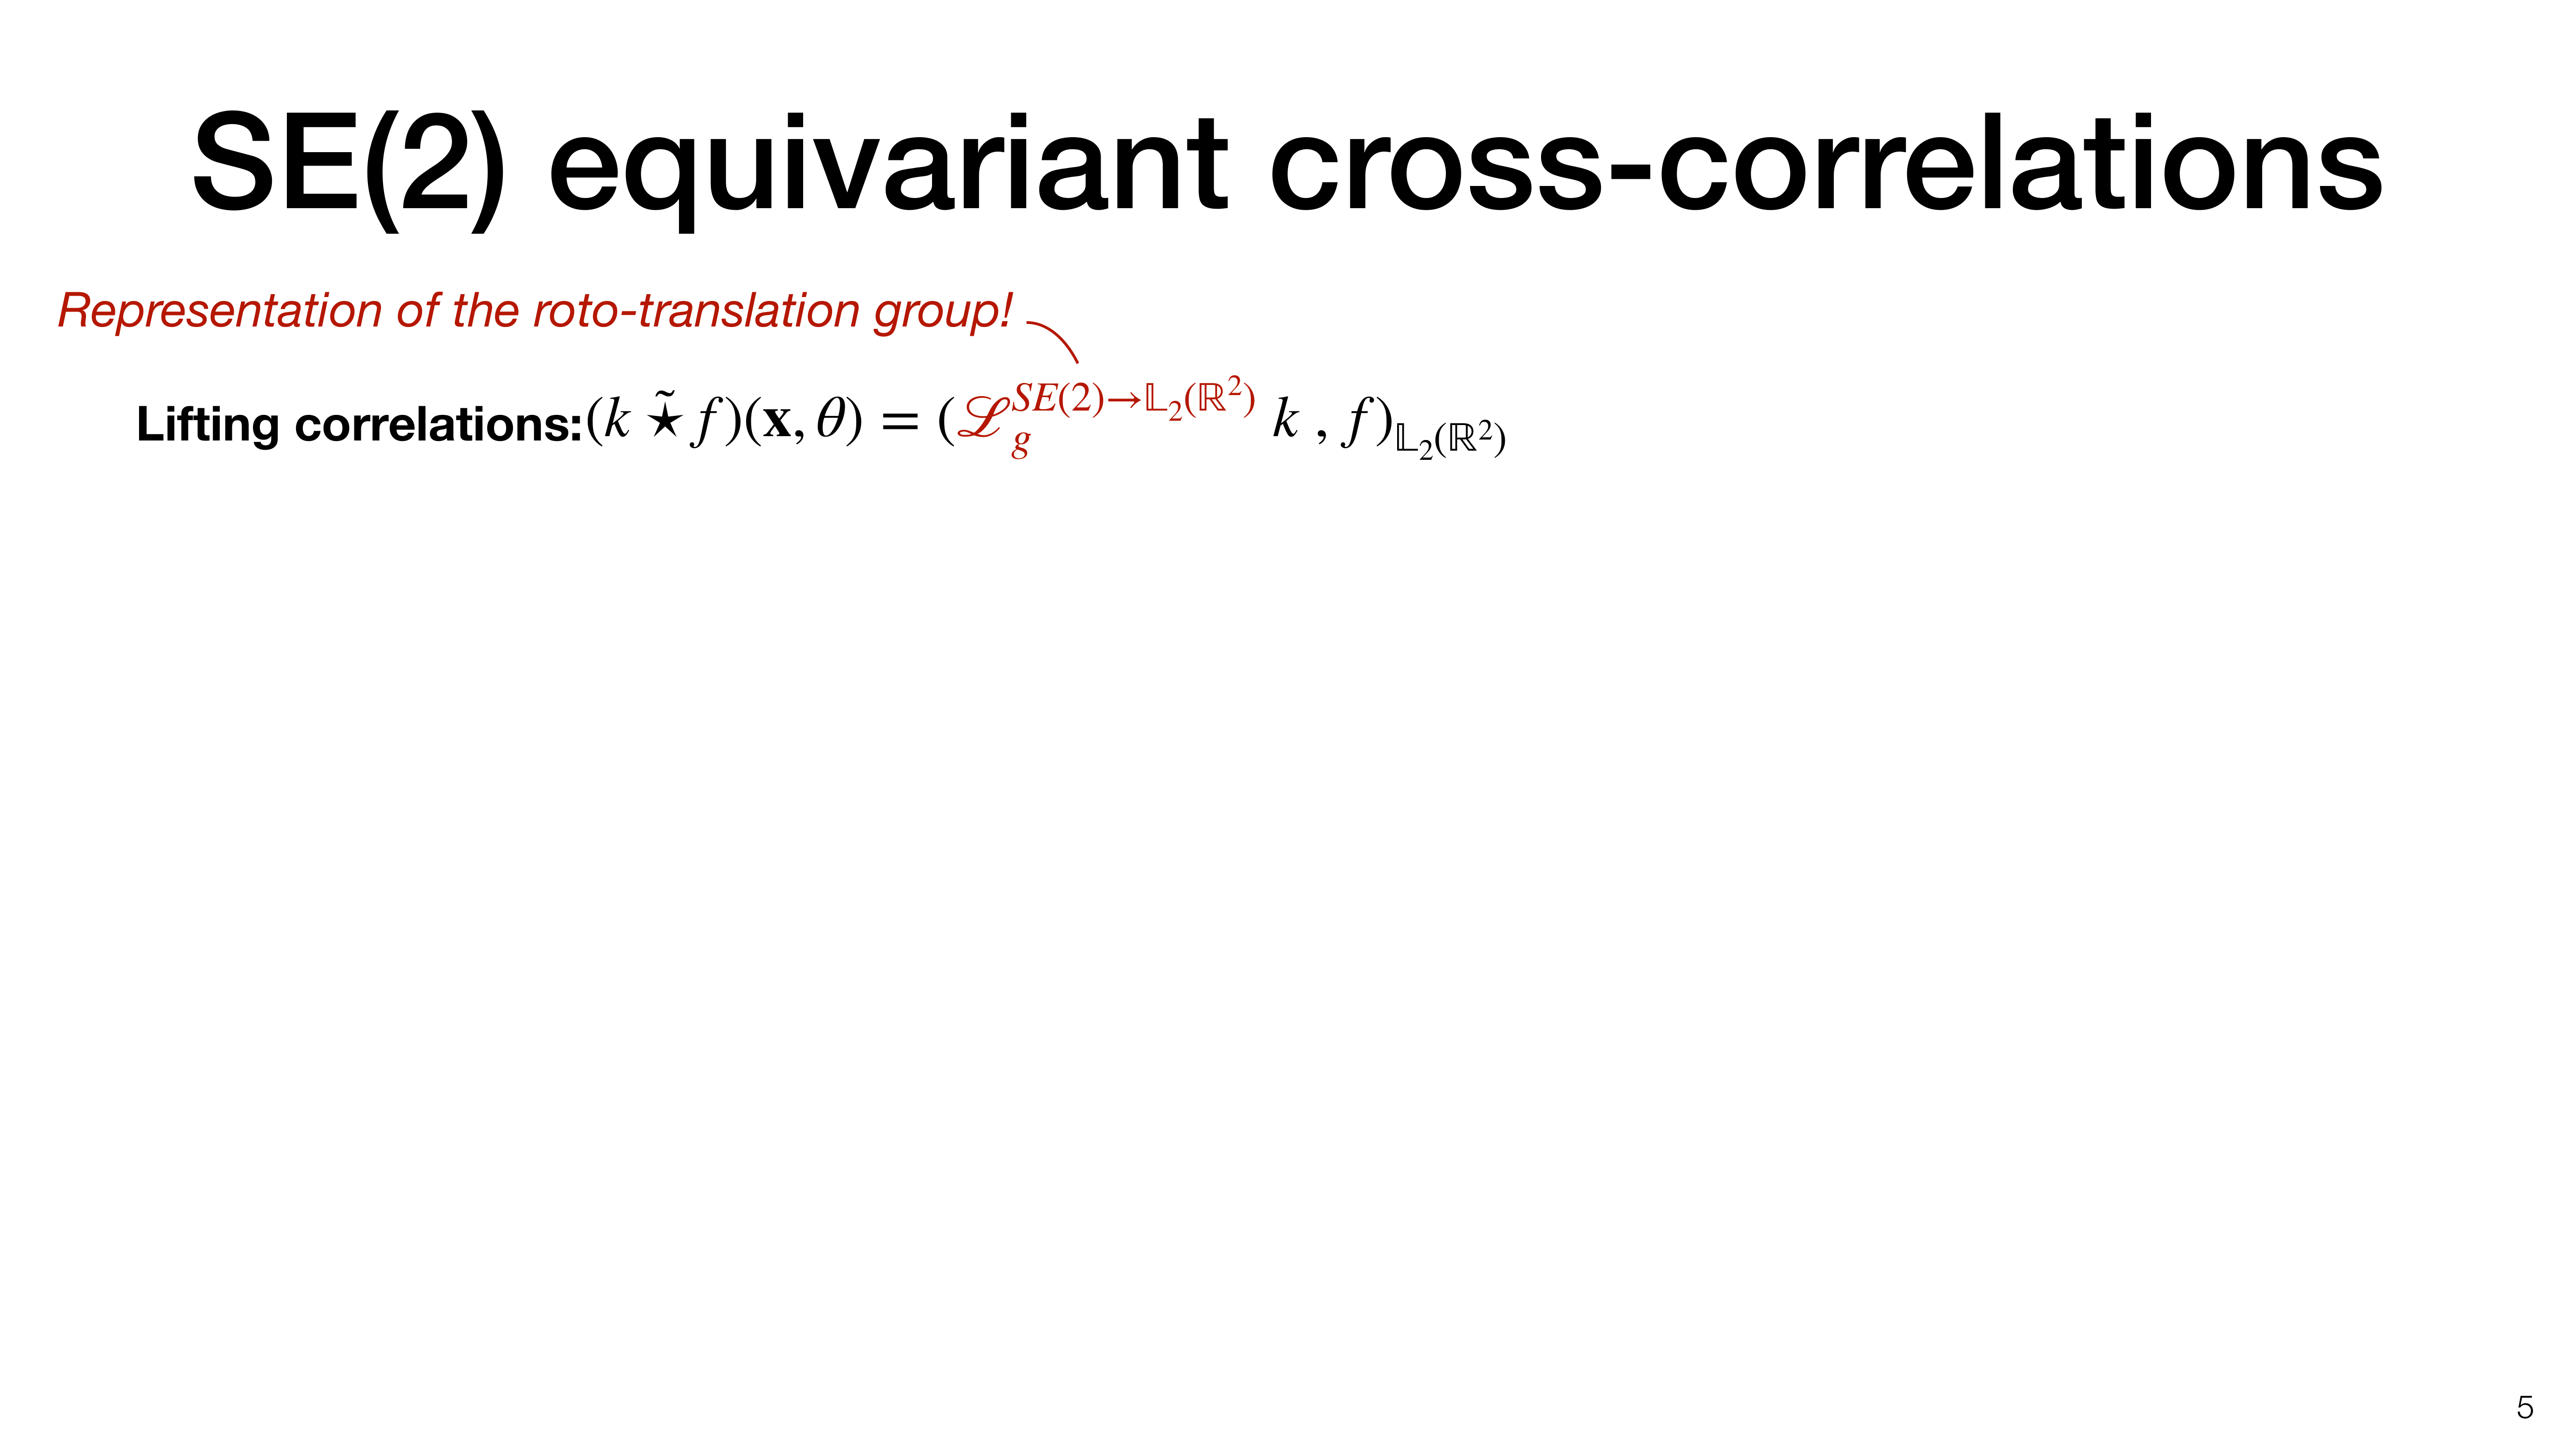 SE(2) equivariant cross-correlations
Representation of the roto-translation group!
Lifting correlations: $(k \,\tilde{\star}\, f)(\mathbf{x}, \theta) = (\mathscr{L}_g^{SE(2)\to\mathbb{L}_2(\mathbb{R}^2)} k\,, f)_{\mathbb{L}_2(\mathbb{R}^2)}$
5